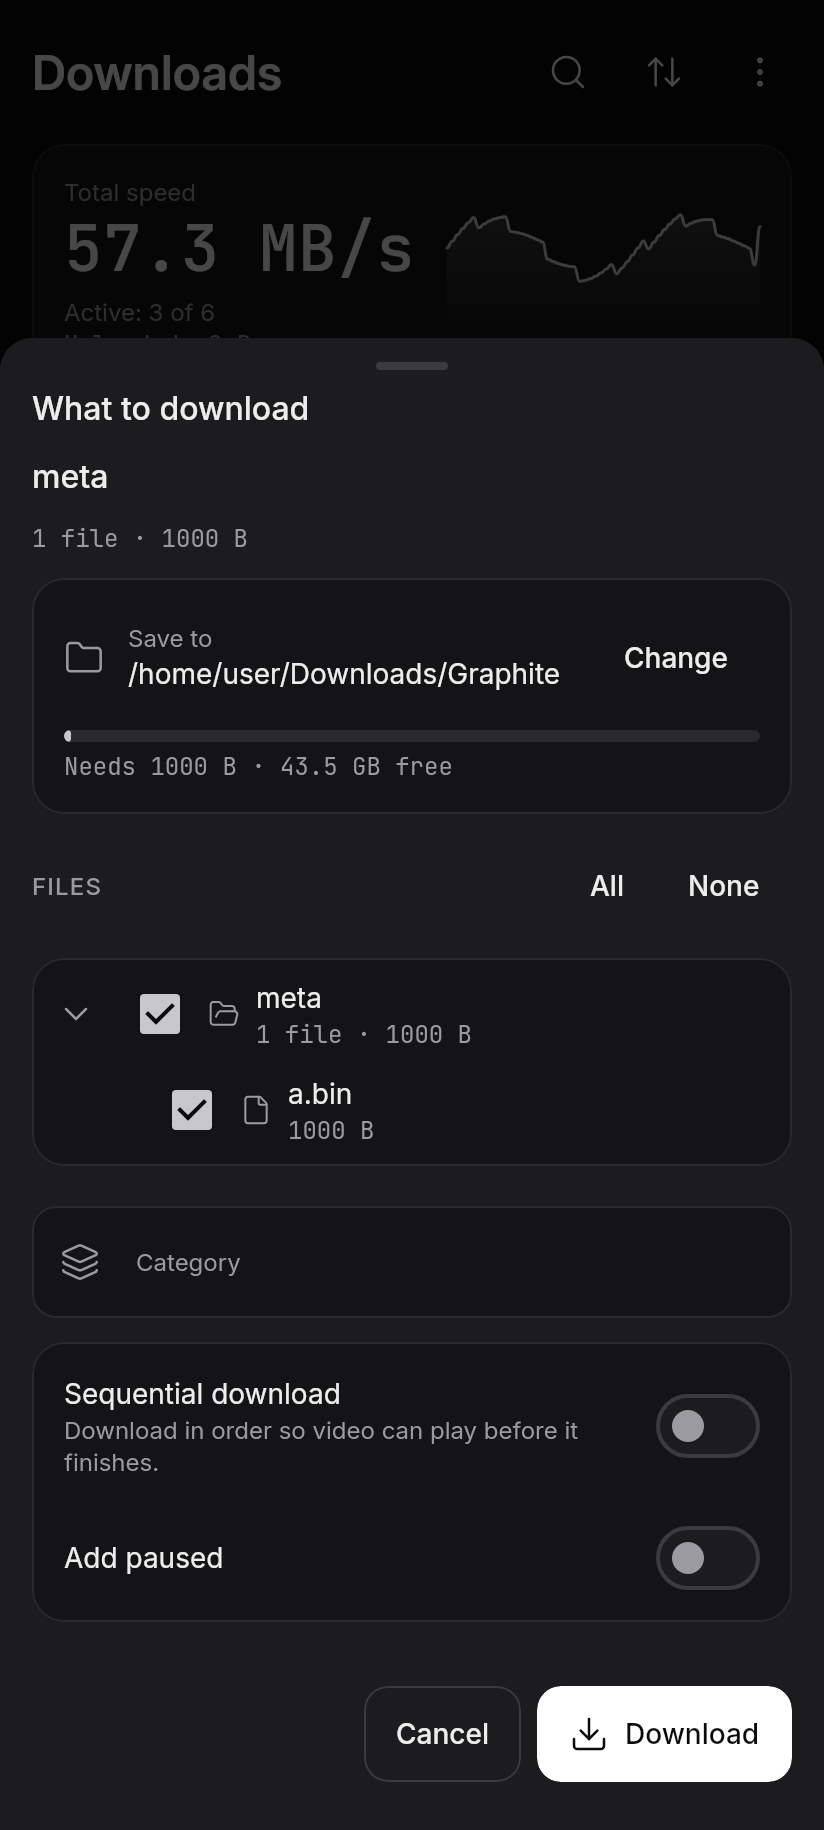 Downloads
Total speed
57.3 MB/s
Active: 3 of 6
What to download
meta
1 file · 1000 B
Save to
/home/user/Downloads/Graphite
Change
Needs 1000 B · 43.5 GB free
FILES
All
None
meta
1 file · 1000 B
a.bin
1000 B
Category
Sequential download
Download in order so video can play before it
finishes.
Add paused
Cancel
Download